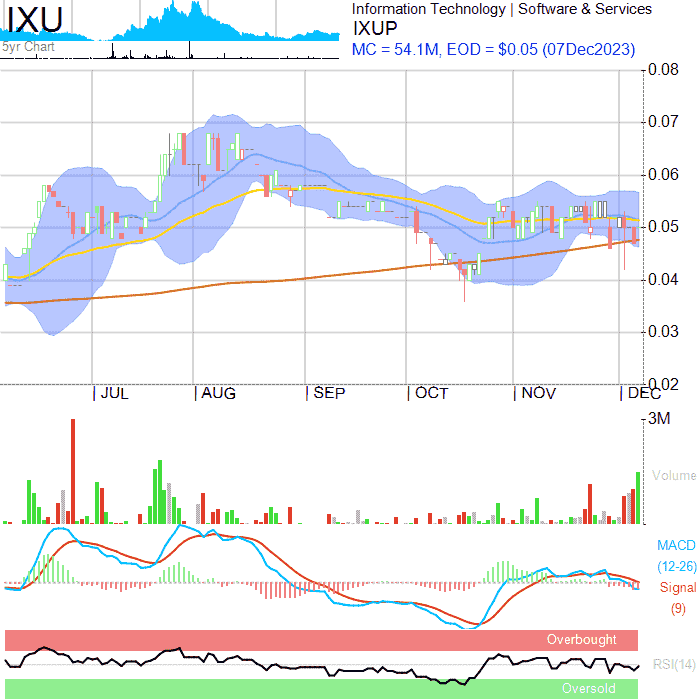 IXU
5yr Chart
Information Technology | Software & Services
IXUP
MC = 54.1M, EOD = $0.05 (07Dec2023)
0.08
0.07
0.06
0.05
0.04
0.03
0.02
JUL AUG SEP OCT NOV DEC
3M
Volume
MACD
(12-26)
Signal
(9)
Overbought
RSI(14)
Oversold